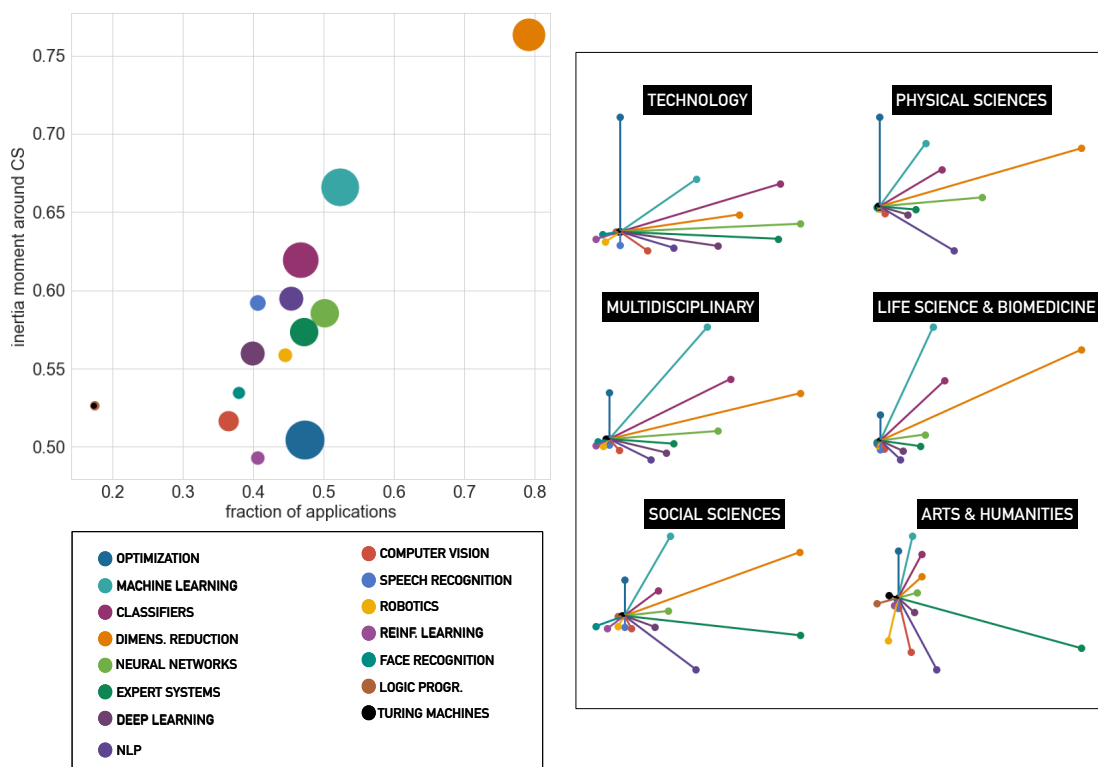 0.75
0.70
0.65
0.60
0.55
0.50
inertia moment around CS
0.2 0.3 0.4 0.5 0.6 0.7 0.8
fraction of applications
OPTIMIZATION
MACHINE LEARNING
CLASSIFIERS
DIMENS. REDUCTION
NEURAL NETWORKS
EXPERT SYSTEMS
DEEP LEARNING
NLP
COMPUTER VISION
SPEECH RECOGNITION
ROBOTICS
REINF. LEARNING
FACE RECOGNITION
LOGIC PROGR.
TURING MACHINES
TECHNOLOGY
PHYSICAL SCIENCES
MULTIDISCIPLINARY
LIFE SCIENCE & BIOMEDICINE
SOCIAL SCIENCES
ARTS & HUMANITIES